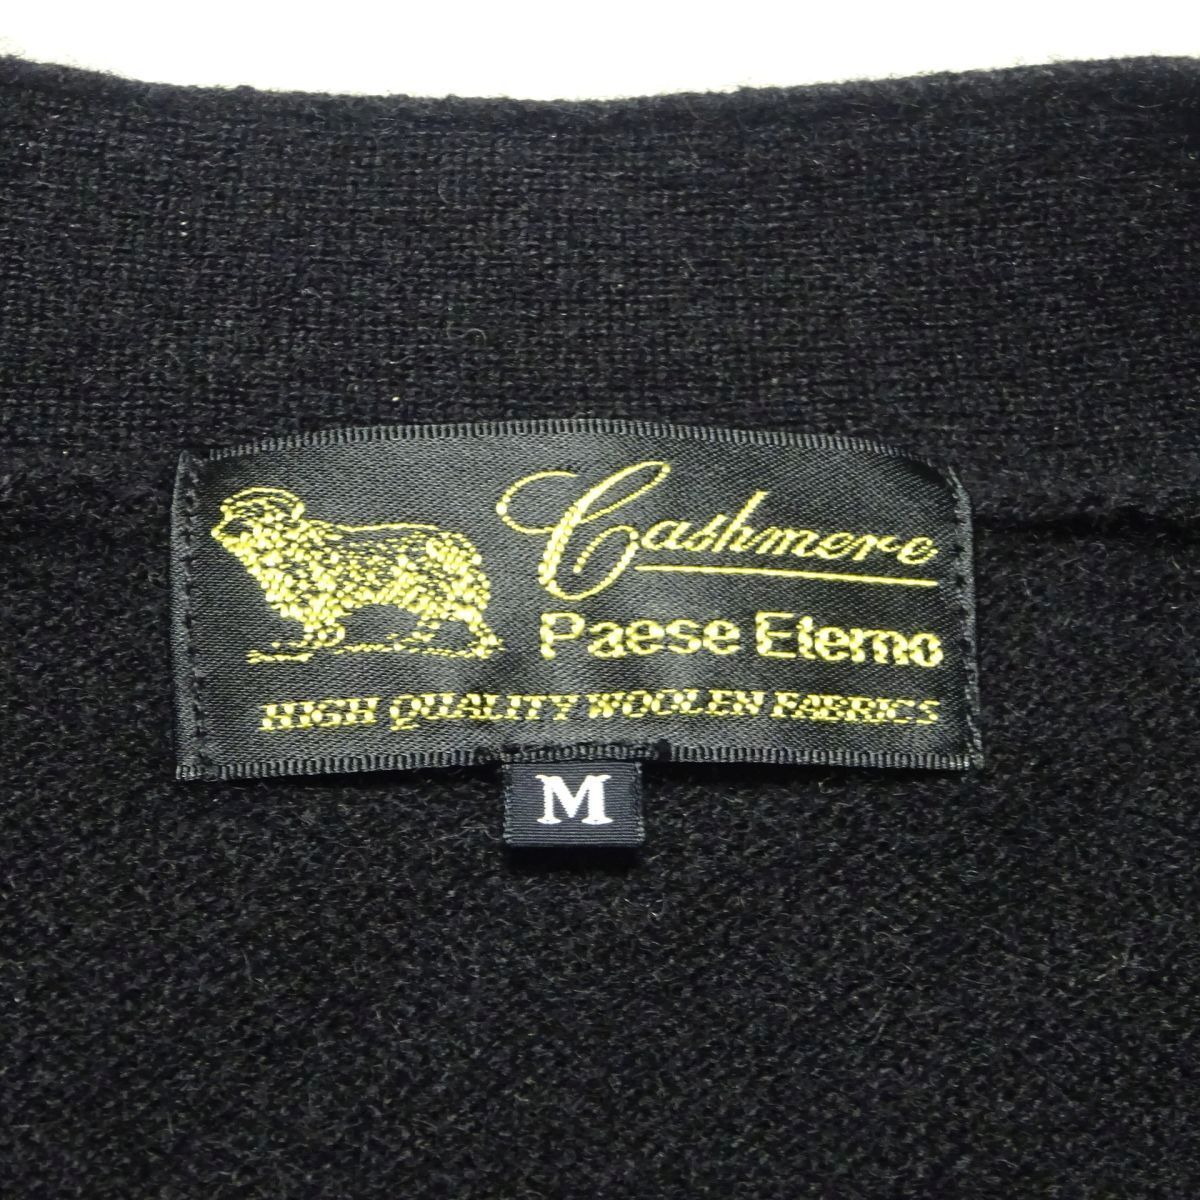 Cashmere
Paese Eterno
HIGH QUALITY WOOLEN FABRICS
M